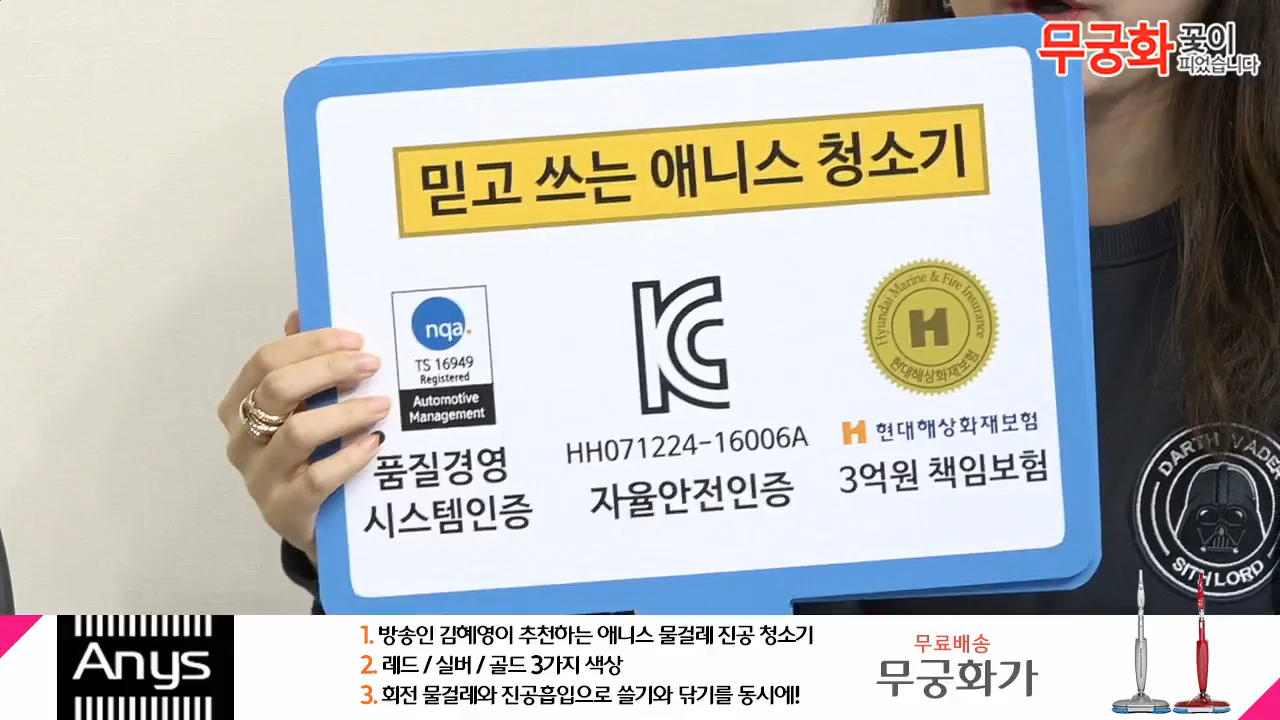 무궁화 꽃이
피었습니다
믿고 쓰는 애니스 청소기
nqa.
TS 16949
Registered
Automotive
Management
품질경영
시스템인증
KC
HH071224-16006A
자율안전인증
Hyundai Marine & Fire Insurance
H
현대해상화재보험
현대해상화재보험
3억원 책임보험
DARTH VADER
SITH LORD
Anys
1. 방송인 김혜영이 추천하는 애니스 물걸레 진공 청소기
2. 레드 / 실버 / 골드 3가지 색상
3. 회전 물걸레와 진공흡입으로 쓸기와 닦기를 동시에!
무료배송
무궁화가